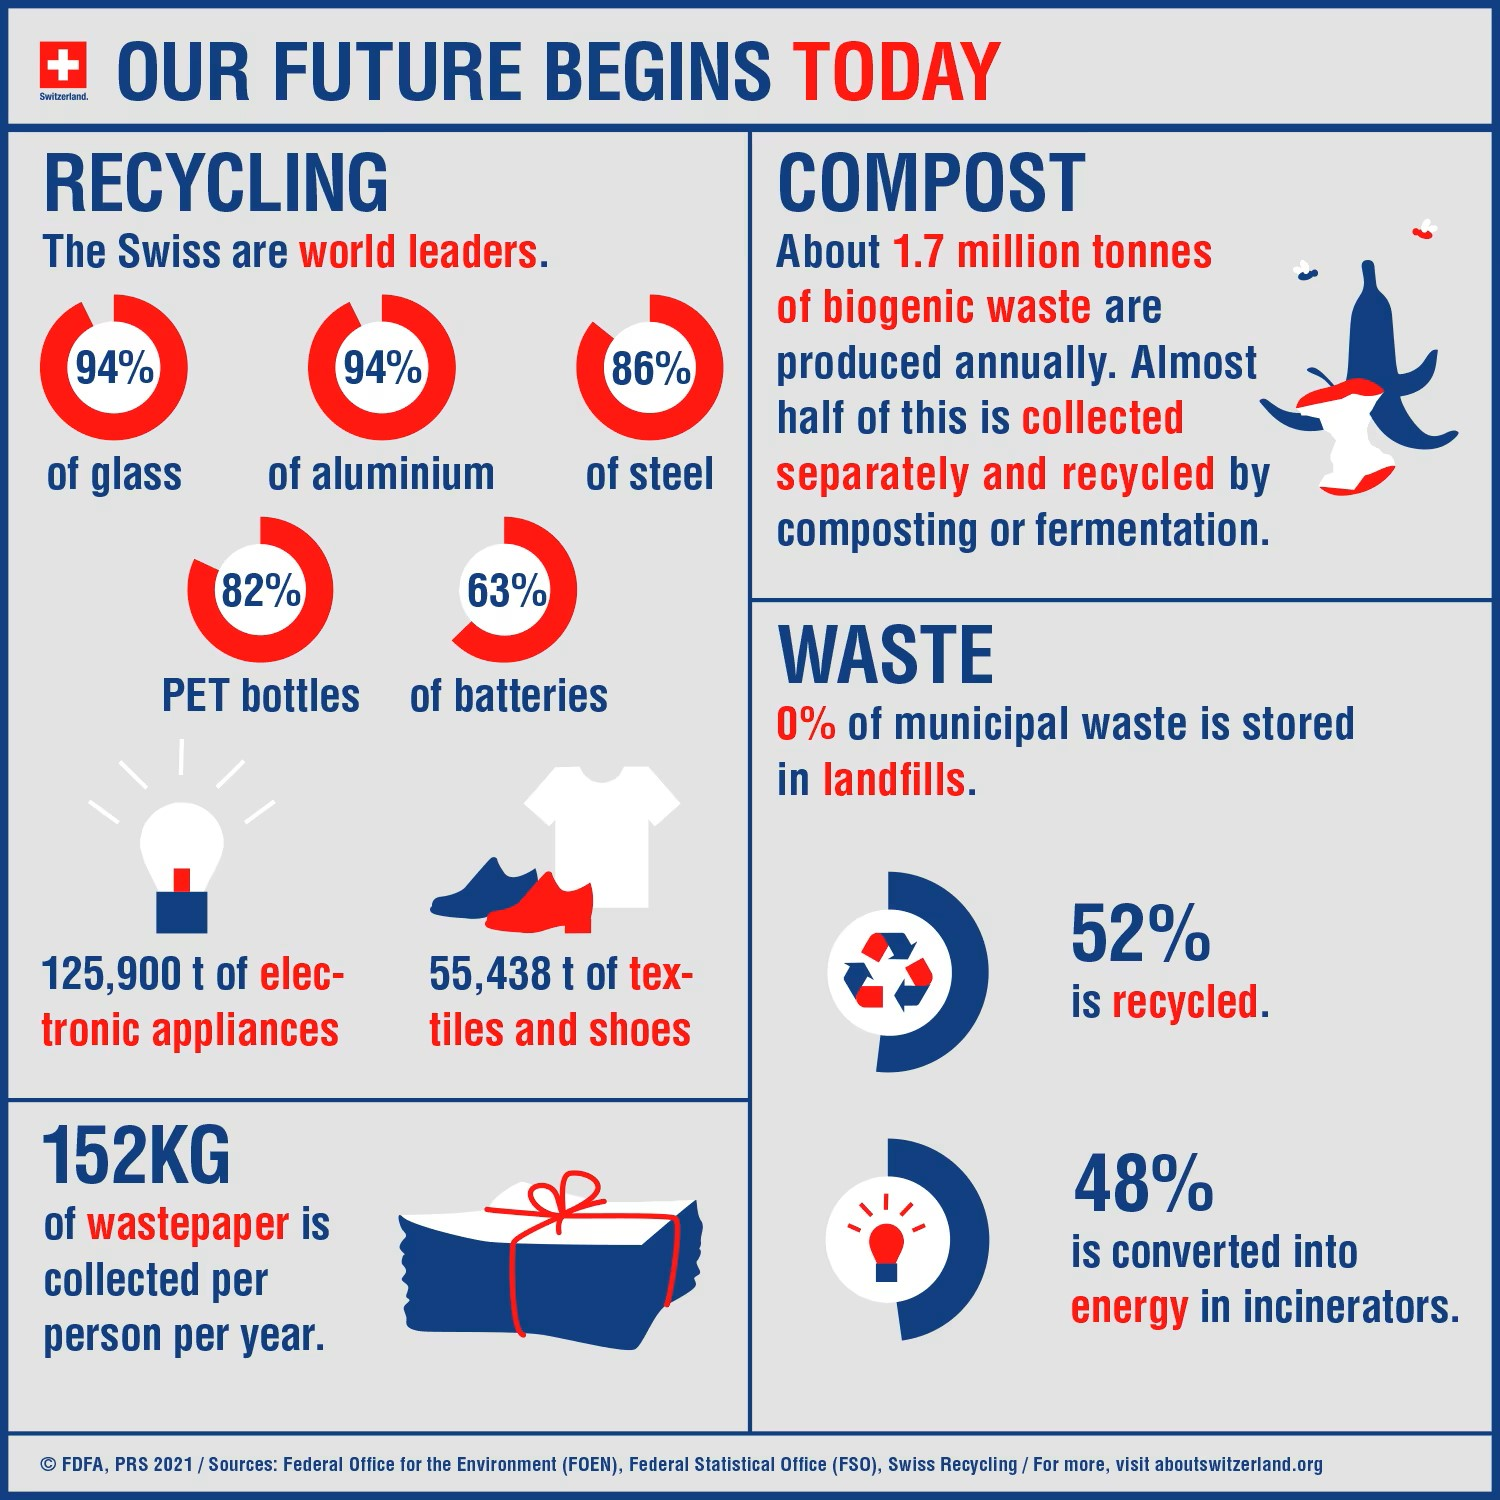 Switzerland.
OUR FUTURE BEGINS TODAY
RECYCLING
The Swiss are world leaders.
94%
of glass
94%
of aluminium
86%
of steel
82%
PET bottles
63%
of batteries
125,900 t of elec-
tronic appliances
55,438 t of tex-
tiles and shoes
152KG
of wastepaper is
collected per
person per year.
COMPOST
About 1.7 million tonnes
of biogenic waste are
produced annually. Almost
half of this is collected
separately and recycled by
composting or fermentation.
WASTE
0% of municipal waste is stored
in landfills.
52%
is recycled.
48%
is converted into
energy in incinerators.
© FDFA, PRS 2021 / Sources: Federal Office for the Environment (FOEN), Federal Statistical Office (FSO), Swiss Recycling / For more, visit aboutswitzerland.org